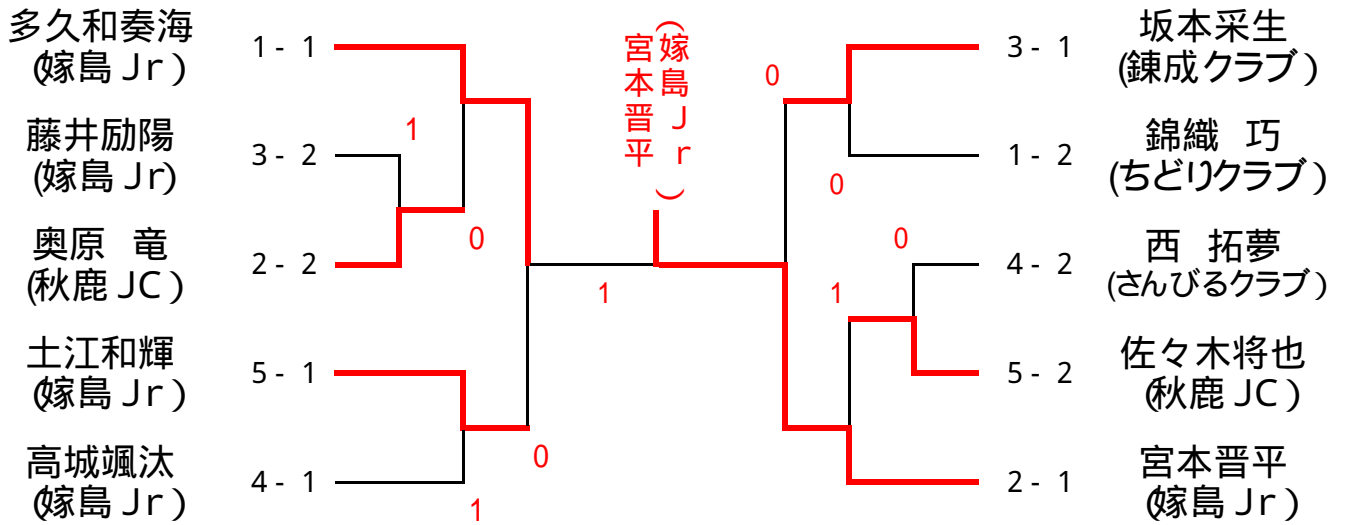 多久和奏海
(嫁島Jr)
1-1
藤井励陽
(嫁島Jr)
3-2
奥原 竜
(秋鹿JC)
2-2
土江和輝
(嫁島Jr)
5-1
高城颯汰
(嫁島Jr)
4-1
1
0
0
1
1
宮本晋平
(嫁島Jr)
0
0
0
1
3-1
坂本采生
(錬成クラブ)
1-2
錦織 巧
(ちどりクラブ)
4-2
西 拓夢
(さんびるクラブ)
5-2
佐々木将也
(秋鹿JC)
2-1
宮本晋平
(嫁島Jr)